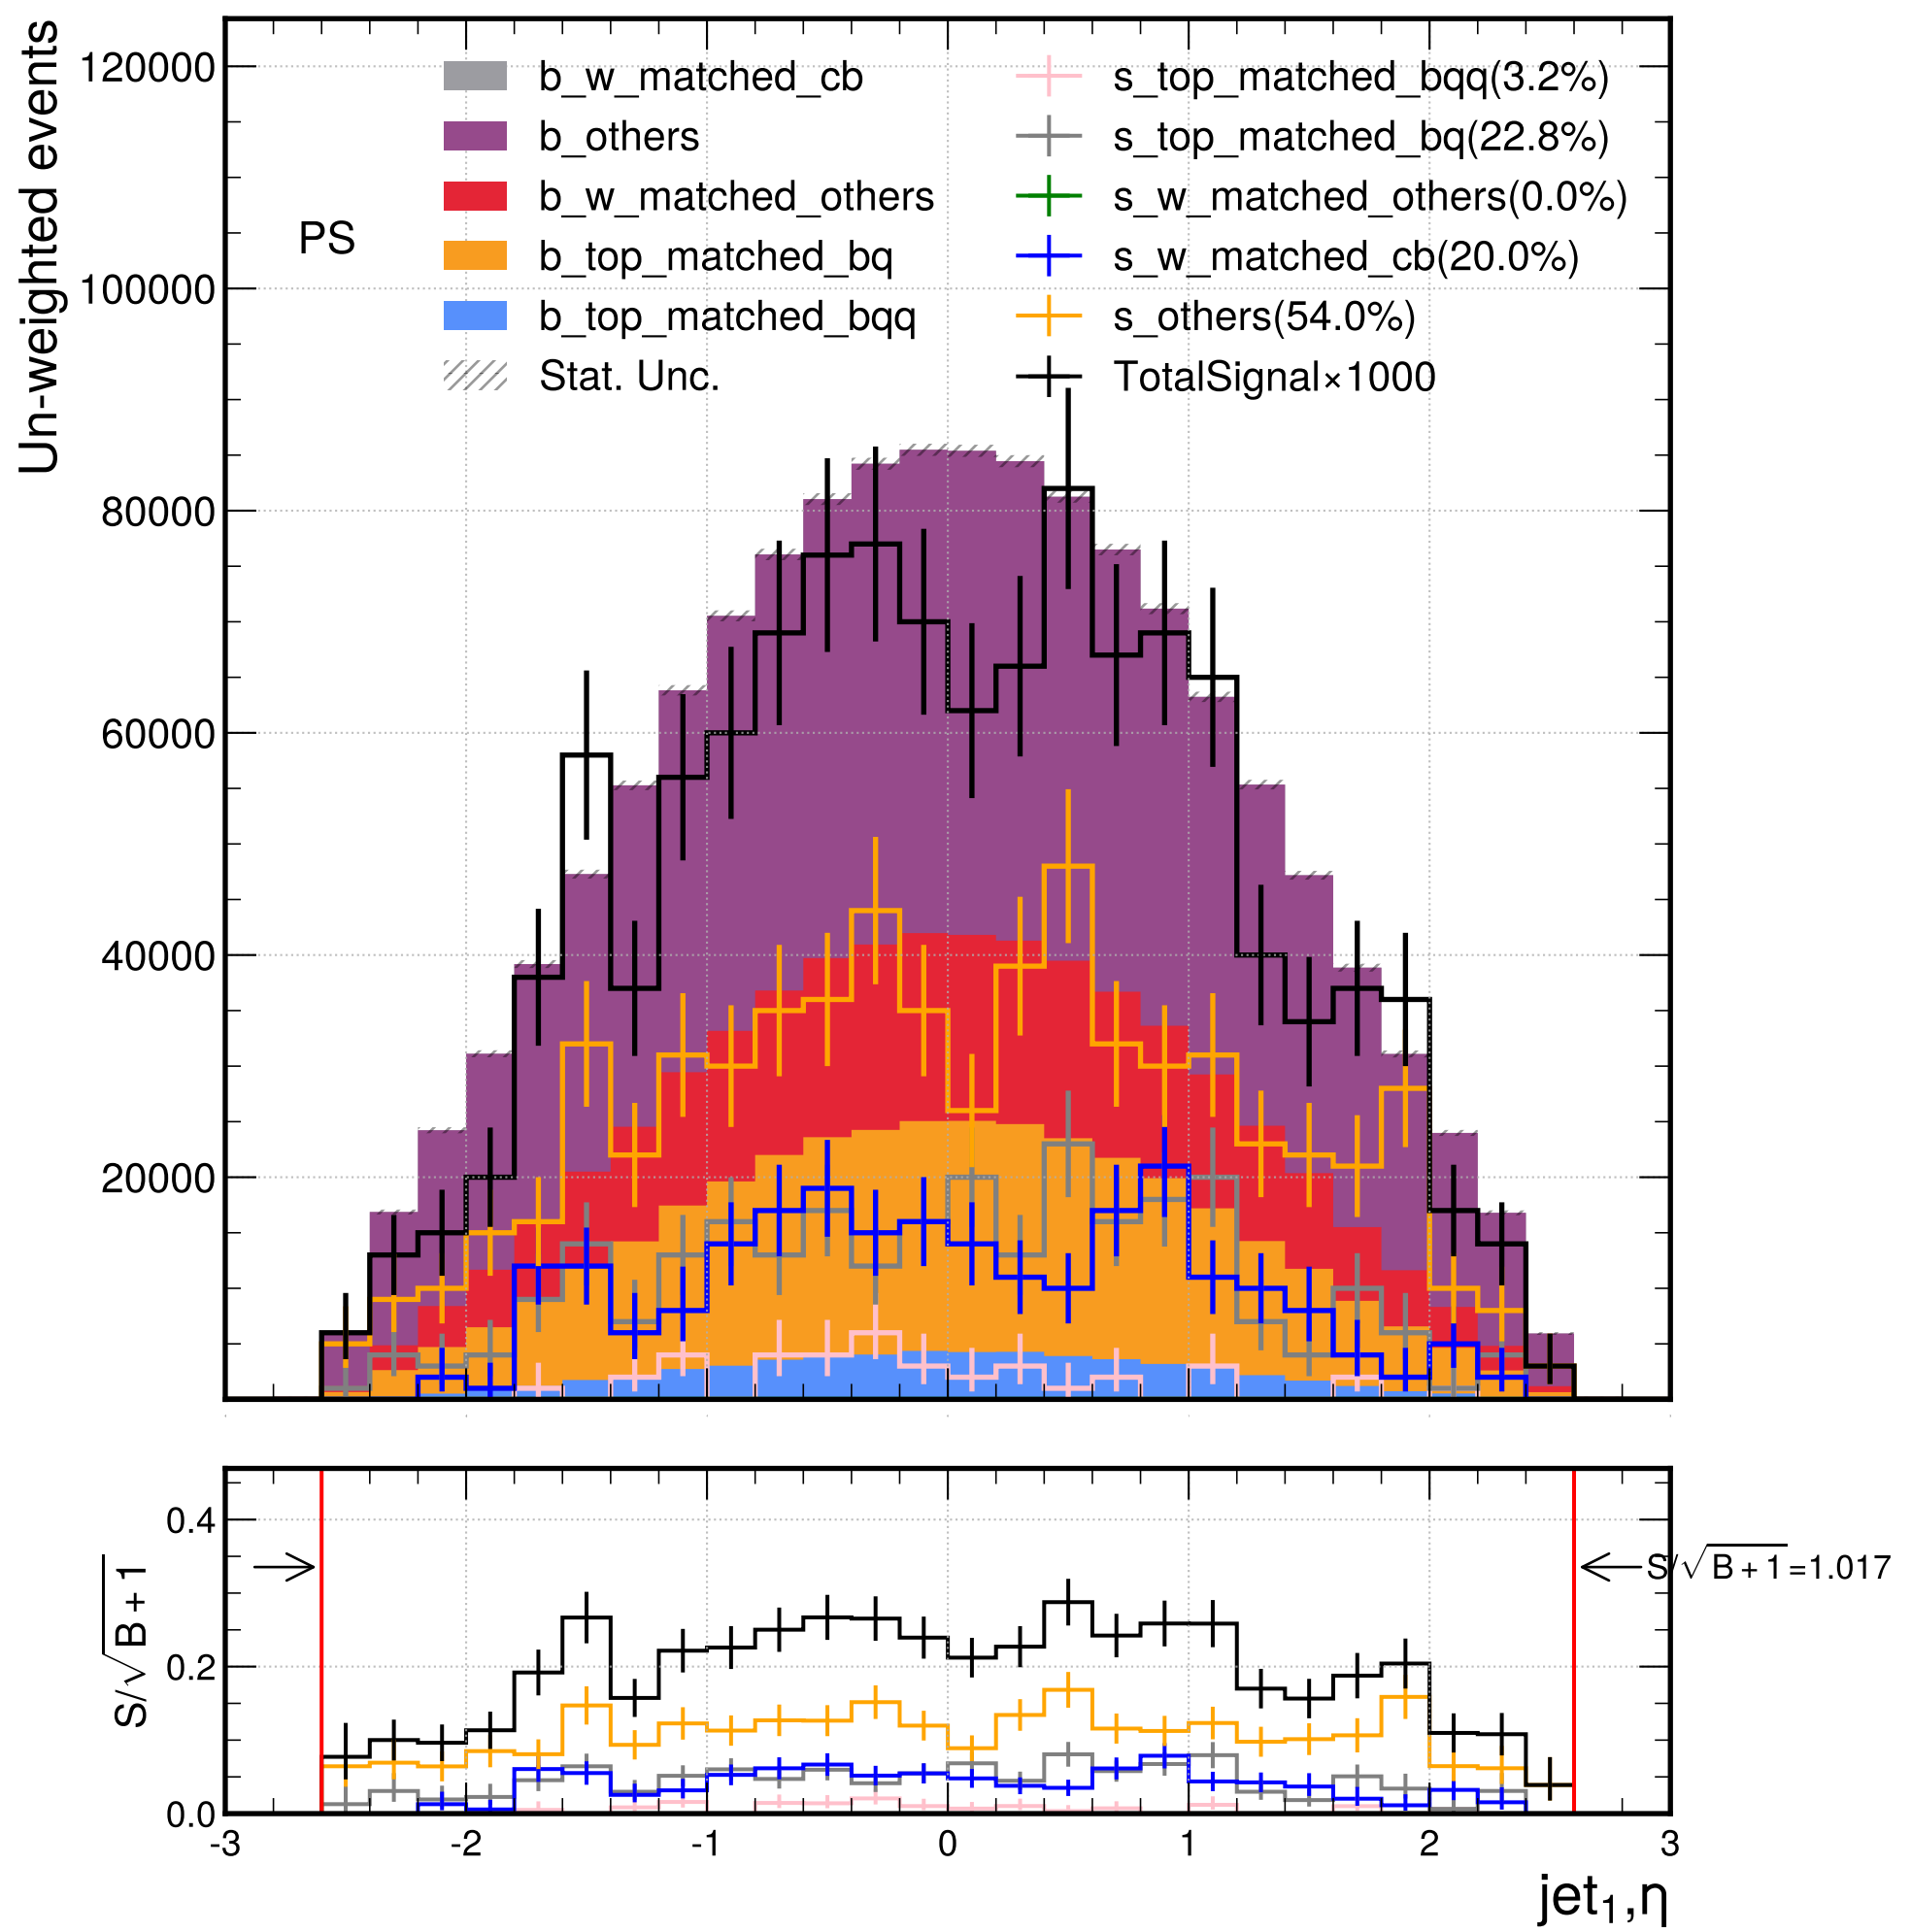 Un-weighted events
120000
100000
80000
60000
40000
20000
PS
b_w_matched_cb
b_others
b_w_matched_others
b_top_matched_bq
b_top_matched_bqq
Stat. Unc.
s_top_matched_bqq(3.2%)
s_top_matched_bq(22.8%)
s_w_matched_others(0.0%)
s_w_matched_cb(20.0%)
s_others(54.0%)
TotalSignal×1000
S/√B+1
0.4
0.2
0.0
S/√B+1=1.017
-3 -2 -1 0 1 2 3
jet₁,η